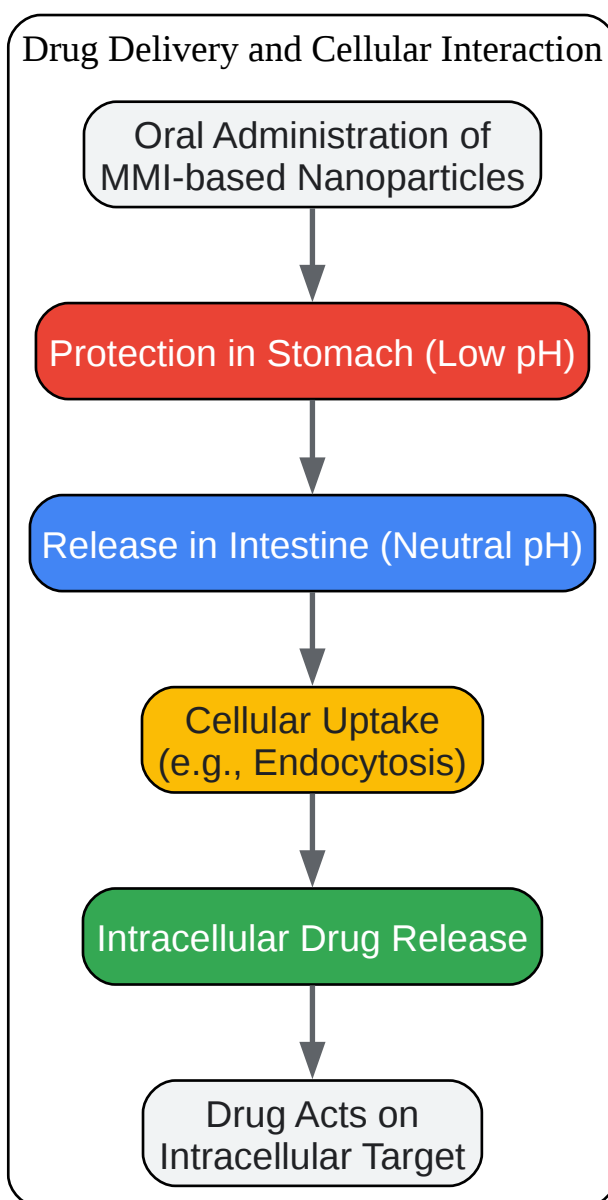 Drug Delivery and Cellular Interaction
Oral Administration of
MMI-based Nanoparticles
Protection in Stomach (Low pH)
Release in Intestine (Neutral pH)
Cellular Uptake
(e.g., Endocytosis)
Intracellular Drug Release
Drug Acts on
Intracellular Target